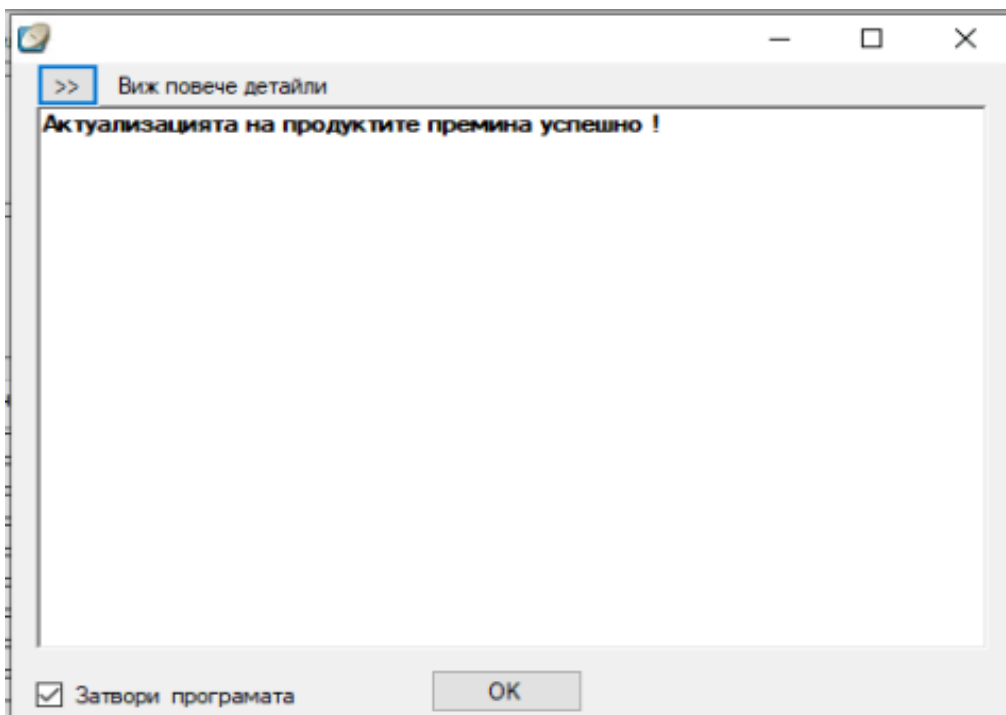 >> Виж повече детайли
Актуализацията на продуктите премина успешно !
Затвори програмата
OK